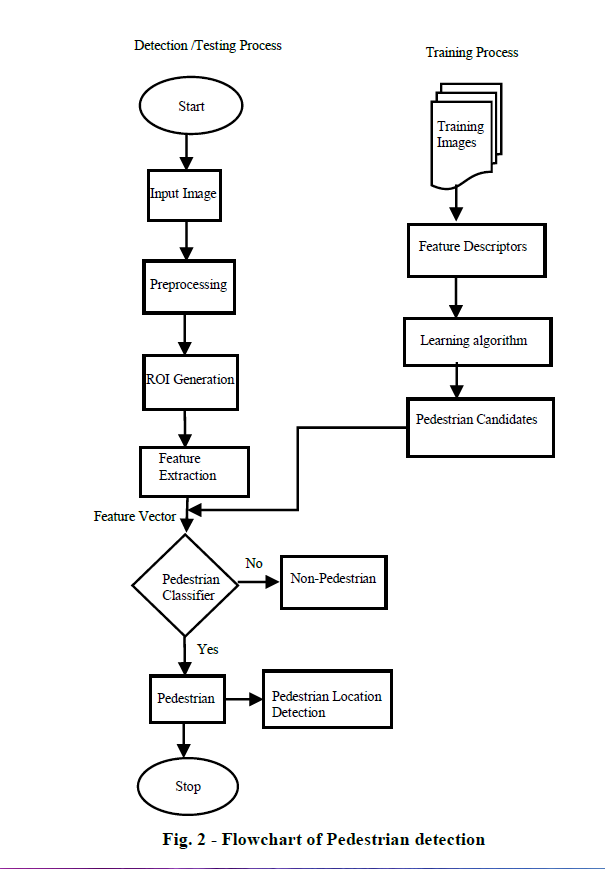 Detection /Testing Process
Start
Input Image
Preprocessing
ROI Generation
Feature
Extraction
Feature Vector
Pedestrian
Classifier
No
Non-Pedestrian
Yes
Pedestrian
Pedestrian Location
Detection
Stop
Training Process
Training
Images
Feature Descriptors
Learning algorithm
Pedestrian Candidates
Fig. 2 - Flowchart of Pedestrian detection